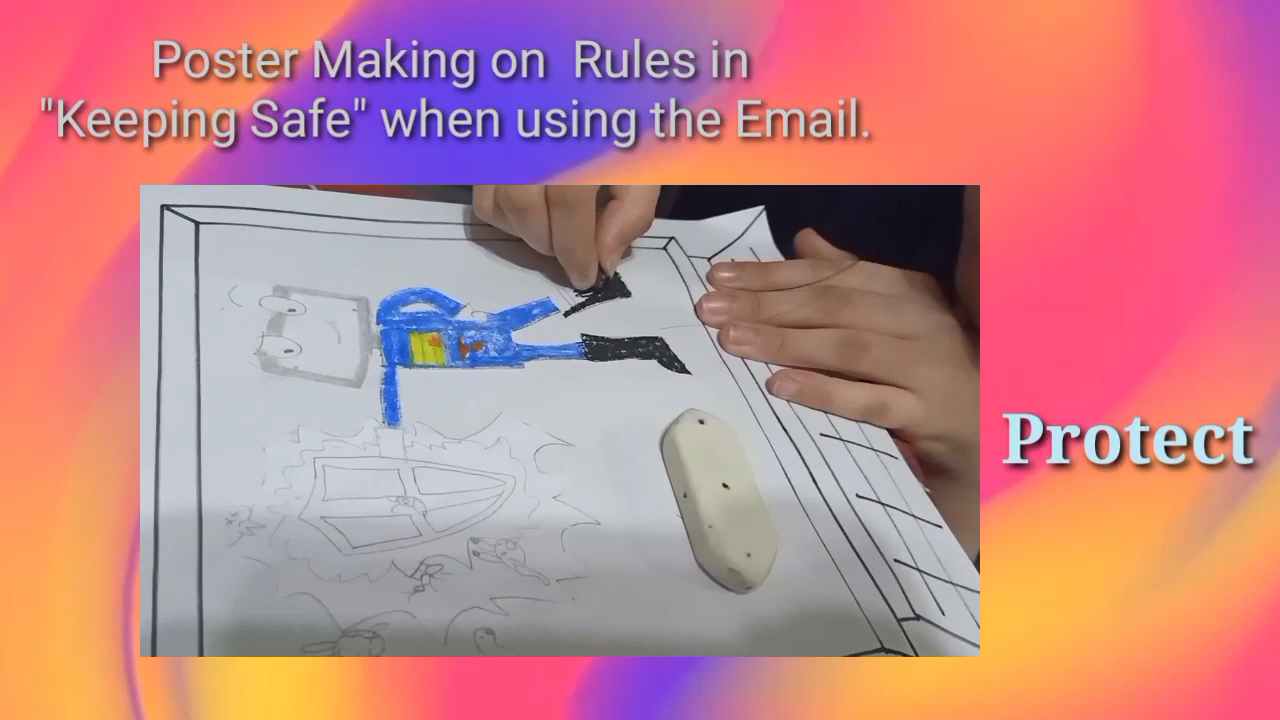 Poster Making on  Rules in
"Keeping Safe" when using the Email.
Protect